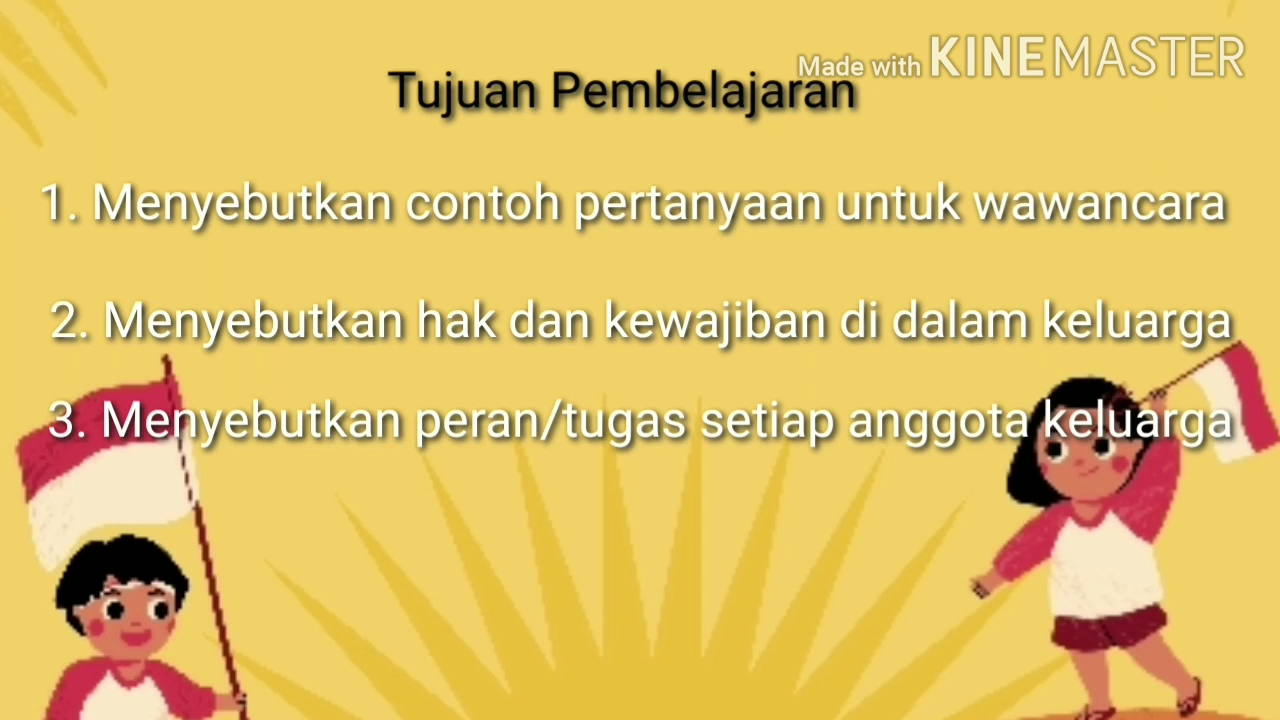 Made with KINEMASTER
Tujuan Pembelajaran
1. Menyebutkan contoh pertanyaan untuk wawancara
2. Menyebutkan hak dan kewajiban di dalam keluarga
3. Menyebutkan peran/tugas setiap anggota keluarga